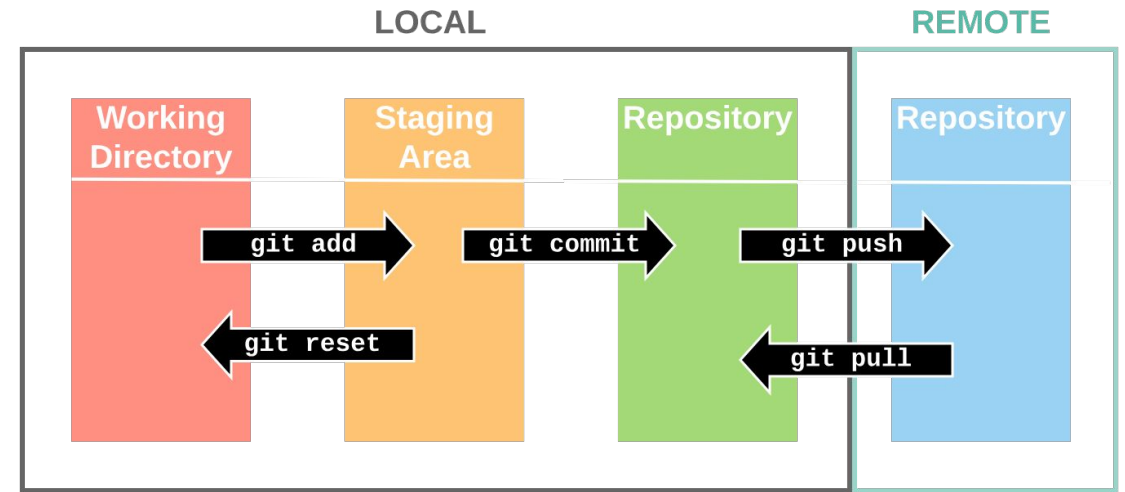 LOCAL
REMOTE
Working
Directory
Staging
Area
Repository
Repository
git add
git commit
git push
git reset
git pull